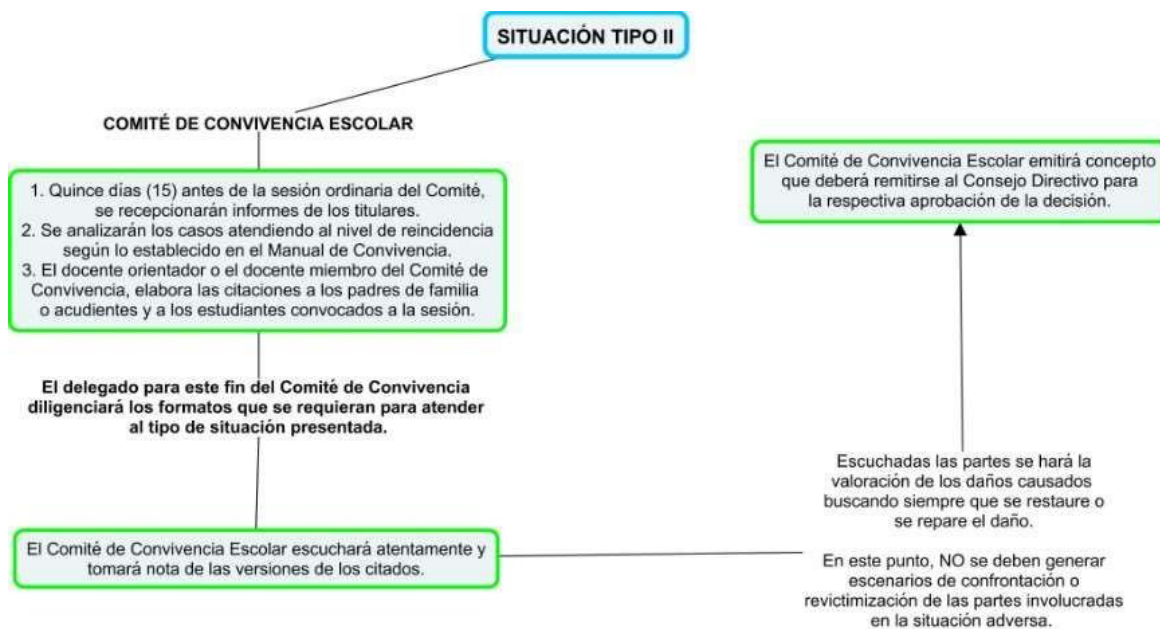 SITUACIÓN TIPO II
COMITÉ DE CONVIVENCIA ESCOLAR
1. Quince días (15) antes de la sesión ordinaria del Comité,
se recepcionarán informes de los titulares.
2. Se analizarán los casos atendiendo al nivel de reincidencia
según lo establecido en el Manual de Convivencia.
3. El docente orientador o el docente miembro del Comité de
Convivencia, elabora las citaciones a los padres de familia
o acudientes y a los estudiantes convocados a la sesión.
El delegado para este fin del Comité de Convivencia
diligenciará los formatos que se requieran para atender
al tipo de situación presentada.
El Comité de Convivencia Escolar escuchará atentamente y
tomará nota de las versiones de los citados.
En este punto, NO se deben generar
escenarios de confrontación o
revictimización de las partes involucradas
en la situación adversa.
Escuchadas las partes se hará la
valoración de los daños causados
buscando siempre que se restaure o
se repare el daño.
El Comité de Convivencia Escolar emitirá concepto
que deberá remitirse al Consejo Directivo para
la respectiva aprobación de la decisión.